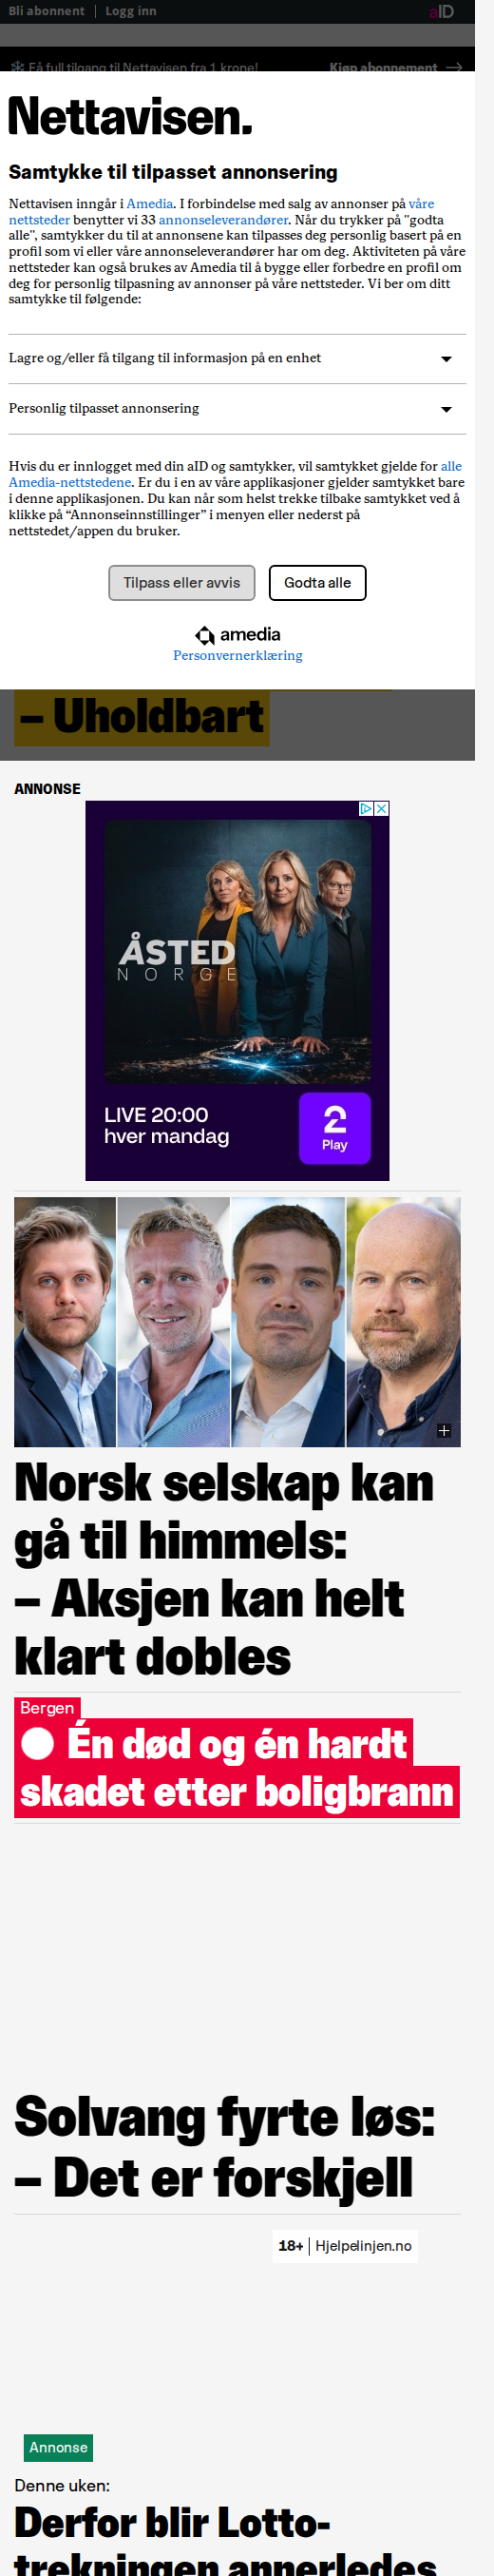 Bli abonnent | Logg inn
aID
Få full tilgang til Nettavisen fra 1 krone!
Kjøp abonnement →
Nettavisen.
Samtykke til tilpasset annonsering
Nettavisen inngår i Amedia. I forbindelse med salg av annonser på våre
nettsteder benytter vi 33 annonseleverandører. Når du trykker på "godta
alle", samtykker du til at annonsene kan tilpasses deg personlig basert på en
profil som vi eller våre annonseleverandører har om deg. Aktiviteten på våre
nettsteder kan også brukes av Amedia til å bygge eller forbedre en profil om
deg for personlig tilpasning av annonser på våre nettsteder. Vi ber om ditt
samtykke til følgende:
Lagre og/eller få tilgang til informasjon på en enhet
Personlig tilpasset annonsering
Hvis du er innlogget med din aID og samtykker, vil samtykket gjelde for alle
Amedia-nettstedene. Er du i en av våre applikasjoner gjelder samtykket bare
i denne applikasjonen. Du kan når som helst trekke tilbake samtykket ved å
klikke på “Annonseinnstillinger” i menyen eller nederst på
nettstedet/appen du bruker.
Tilpass eller avvis
Godta alle
amedia
Personvernerklæring
– Uholdbart
ANNONSE
ÅSTED
NORGE
LIVE 20:00
hver mandag
2
Play
Norsk selskap kan
gå til himmels:
– Aksjen kan helt
klart dobles
Bergen
Én død og én hardt
skadet etter boligbrann
Solvang fyrte løs:
– Det er forskjell
18+ | Hjelpelinjen.no
Annonse
Denne uken:
Derfor blir Lotto-
trekningen annerledes